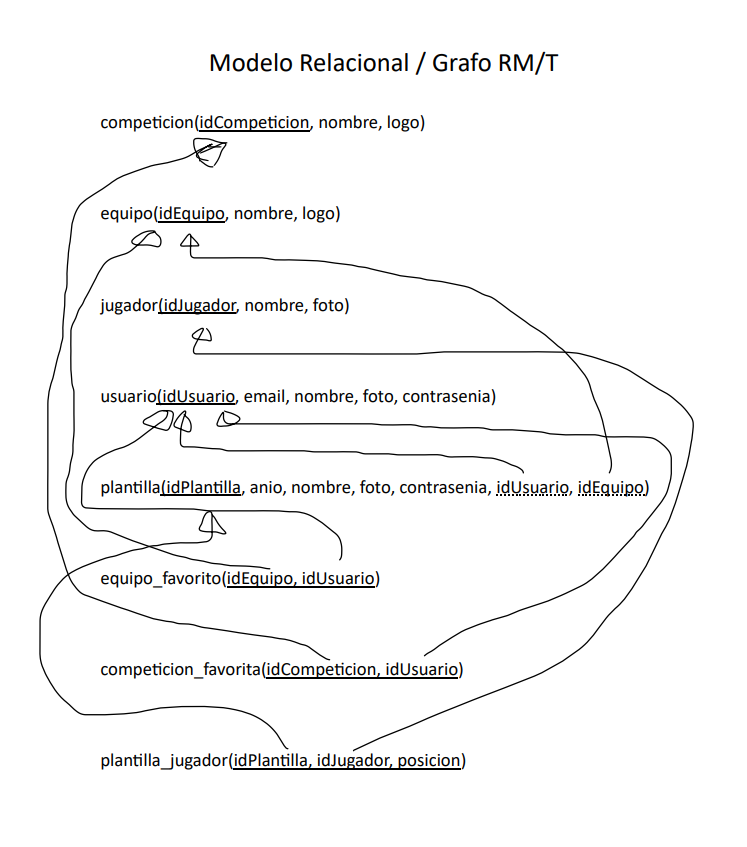 Modelo Relacional / Grafo RM/T
competicion(idCompeticion, nombre, logo)
equipo(idEquipo, nombre, logo)
jugador(idJugador, nombre, foto)
usuario(idUsuario, email, nombre, foto, contrasenia)
plantilla(idPlantilla, anio, nombre, foto, contrasenia, idUsuario, idEquipo)
equipo_favorito(idEquipo, idUsuario)
competicion_favorita(idCompeticion, idUsuario)
plantilla_jugador(idPlantilla, idJugador, posicion)